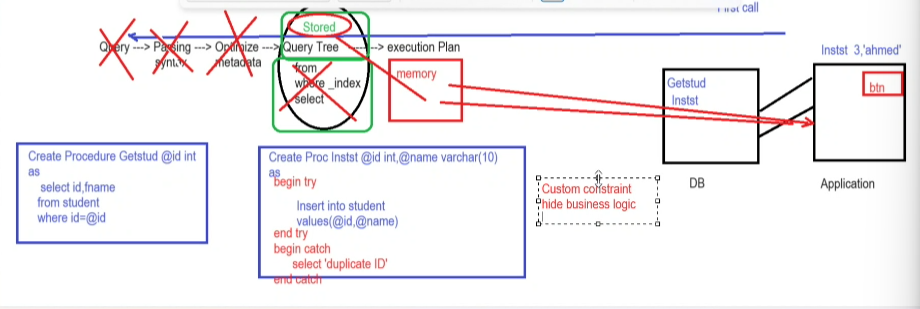 First call
Stored
Query ---> Parsing ---> Optimize ---> Query Tree -----> execution Plan
syntax metadata
from
where _index
select
memory
Instst 3,'ahmed'
btn
Getstud
Instst
DB
Application
Create Procedure Getstud @id int
as
select id,fname
from student
where id=@id
Create Proc Instst @id int,@name varchar(10)
as
begin try
Insert into student
values(@id,@name)
end try
begin catch
select 'duplicate ID'
end catch
Custom constraint
hide business logic